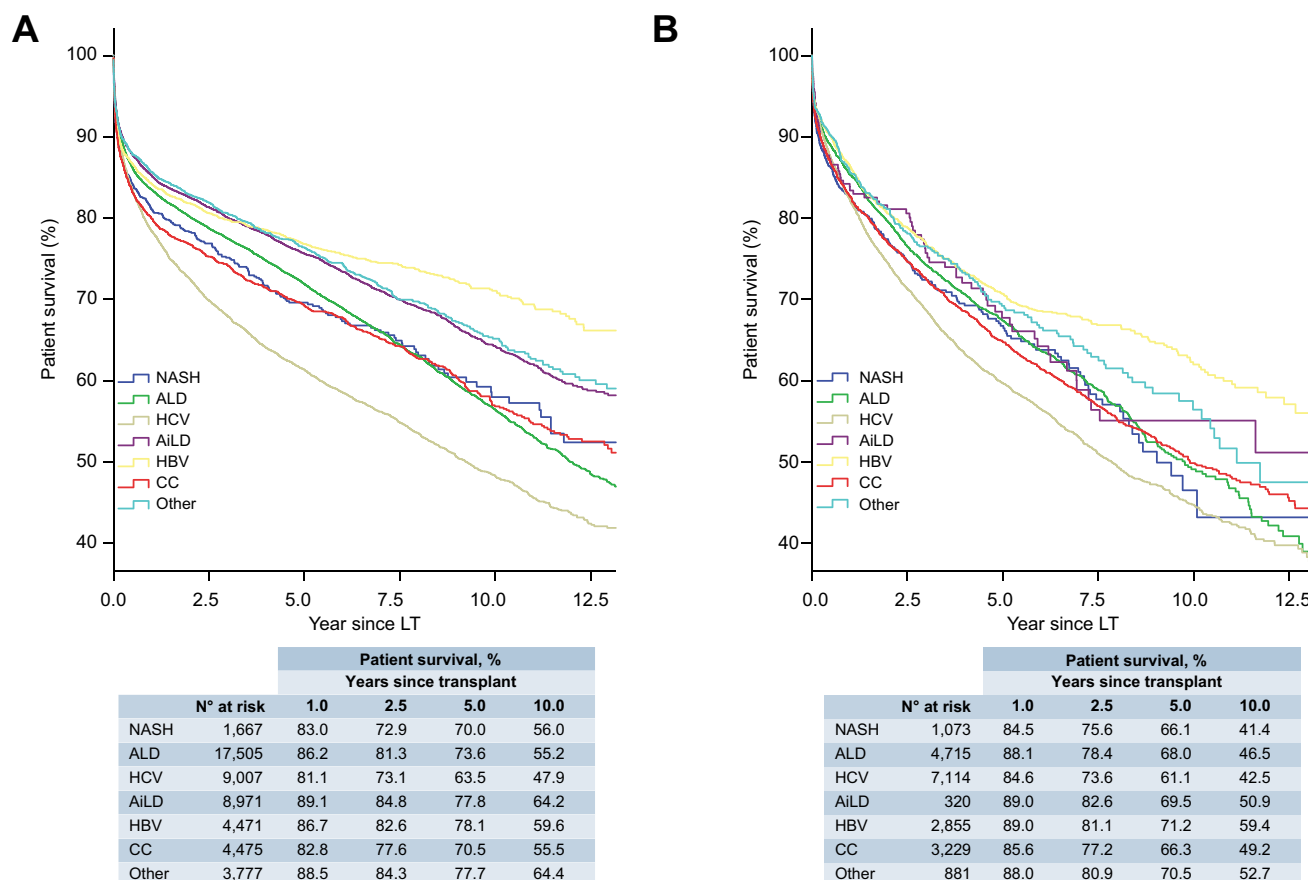 A
B
100
90
80
70
60
50
40
Patient survival (%)
NASH
ALD
HCV
AiLD
HBV
CC
Other
0.0 2.5 5.0 7.5 10.0 12.5
Year since LT
100
90
80
70
60
50
40
Patient survival (%)
NASH
ALD
HCV
AiLD
HBV
CC
Other
0.0 2.5 5.0 7.5 10.0 12.5
Year since LT
Patient survival, %
Years since transplant
N° at risk 1.0 2.5 5.0 10.0
NASH 1,667 83.0 72.9 70.0 56.0
ALD 17,505 86.2 81.3 73.6 55.2
HCV 9,007 81.1 73.1 63.5 47.9
AiLD 8,971 89.1 84.8 77.8 64.2
HBV 4,471 86.7 82.6 78.1 59.6
CC 4,475 82.8 77.6 70.5 55.5
Other 3,777 88.5 84.3 77.7 64.4
Patient survival, %
Years since transplant
N° at risk 1.0 2.5 5.0 10.0
NASH 1,073 84.5 75.6 66.1 41.4
ALD 4,715 88.1 78.4 68.0 46.5
HCV 7,114 84.6 73.6 61.1 42.5
AiLD 320 89.0 82.6 69.5 50.9
HBV 2,855 89.0 81.1 71.2 59.4
CC 3,229 85.6 77.2 66.3 49.2
Other 881 88.0 80.9 70.5 52.7